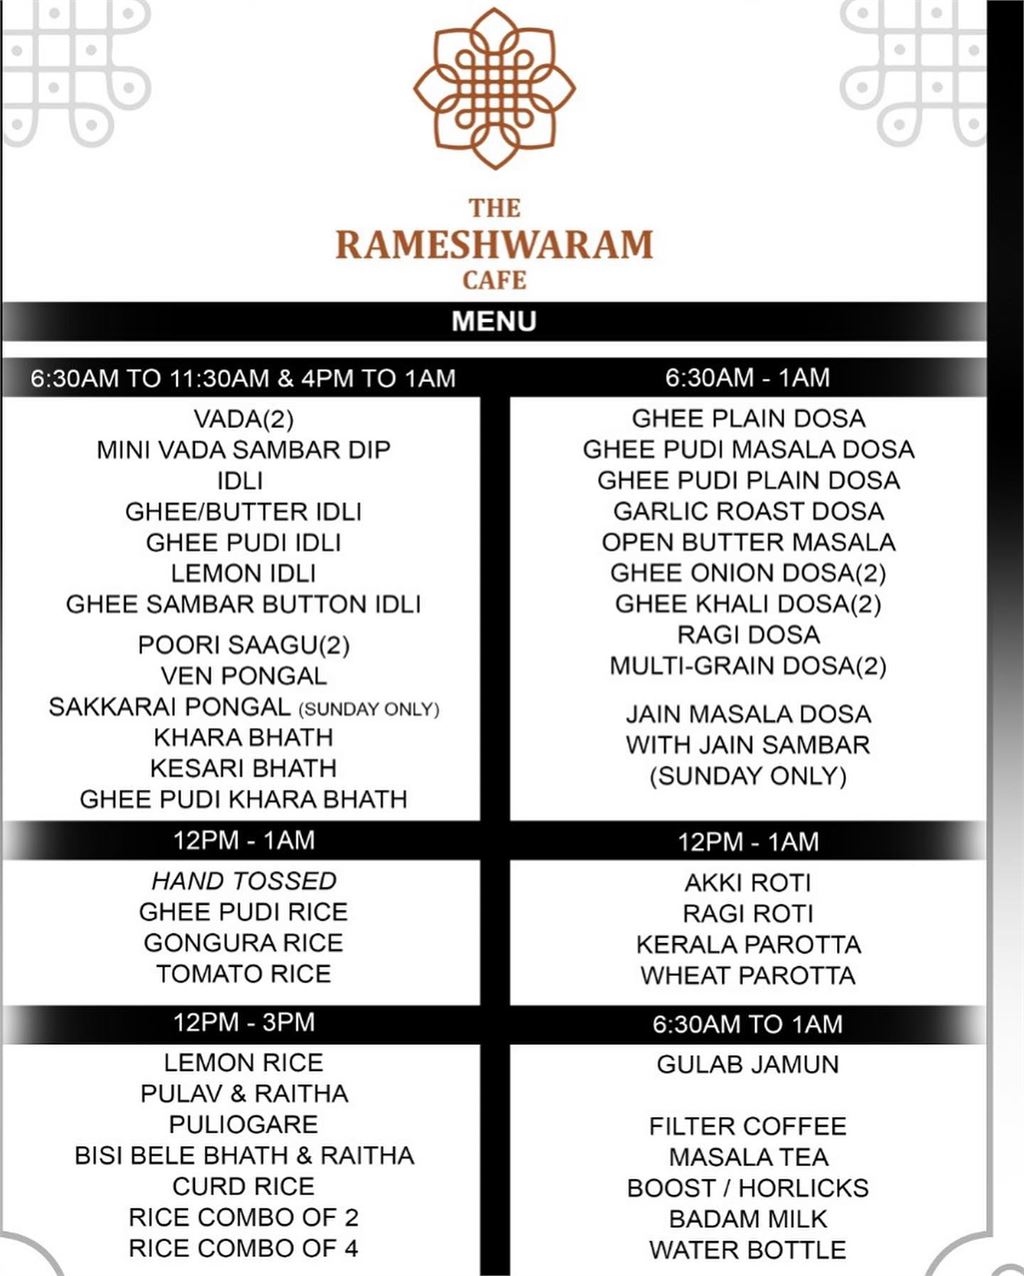 THE
RAMESHWARAM
CAFE
MENU
6:30AM TO 11:30AM & 4PM TO 1AM
VADA(2)
MINI VADA SAMBAR DIP
IDLI
GHEE/BUTTER IDLI
GHEE PUDI IDLI
LEMON IDLI
GHEE SAMBAR BUTTON IDLI
POORI SAAGU(2)
VEN PONGAL
SAKKARAI PONGAL (SUNDAY ONLY)
KHARA BHATH
KESARI BHATH
GHEE PUDI KHARA BHATH
6:30AM - 1AM
GHEE PLAIN DOSA
GHEE PUDI MASALA DOSA
GHEE PUDI PLAIN DOSA
GARLIC ROAST DOSA
OPEN BUTTER MASALA
GHEE ONION DOSA(2)
GHEE KHALI DOSA(2)
RAGI DOSA
MULTI-GRAIN DOSA(2)
JAIN MASALA DOSA
WITH JAIN SAMBAR
(SUNDAY ONLY)
12PM - 1AM
HAND TOSSED
GHEE PUDI RICE
GONGURA RICE
TOMATO RICE
12PM - 1AM
AKKI ROTI
RAGI ROTI
KERALA PAROTTA
WHEAT PAROTTA
12PM - 3PM
LEMON RICE
PULAV & RAITHA
PULIOGARE
BISI BELE BHATH & RAITHA
CURD RICE
RICE COMBO OF 2
RICE COMBO OF 4
6:30AM TO 1AM
GULAB JAMUN
FILTER COFFEE
MASALA TEA
BOOST / HORLICKS
BADAM MILK
WATER BOTTLE